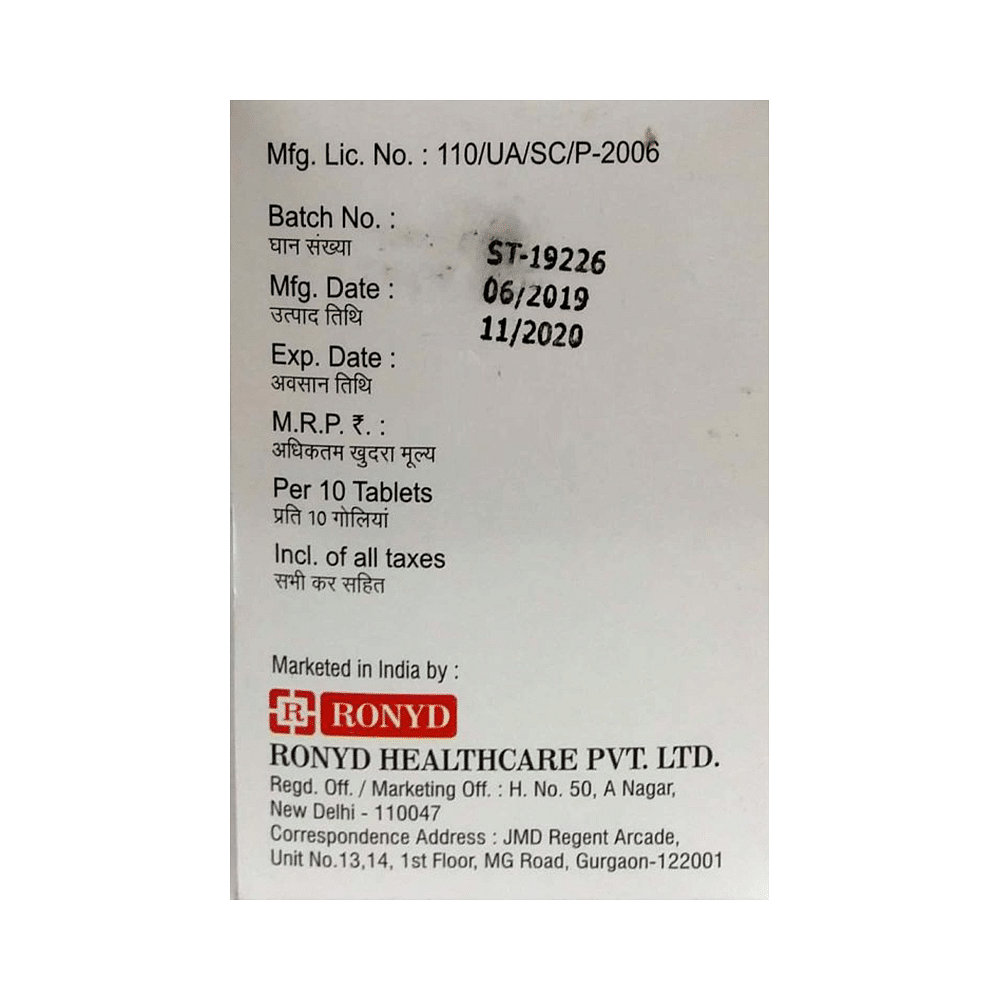 Mfg. Lic. No. : 110/UA/SC/P-2006
Batch No. :
घान संख्या
ST-19226
Mfg. Date :
06/2019
उत्पाद तिथि
11/2020
Exp. Date :
अवसान तिथि
M.R.P. ₹. :
अधिकतम खुदरा मूल्य
Per 10 Tablets
प्रति 10 गोलियां
Incl. of all taxes
सभी कर सहित
Marketed in India by :
R RONYD
RONYD HEALTHCARE PVT. LTD.
Regd. Off. / Marketing Off. : H. No. 50, A Nagar,
New Delhi - 110047
Correspondence Address : JMD Regent Arcade,
Unit No.13,14, 1st Floor, MG Road, Gurgaon-122001